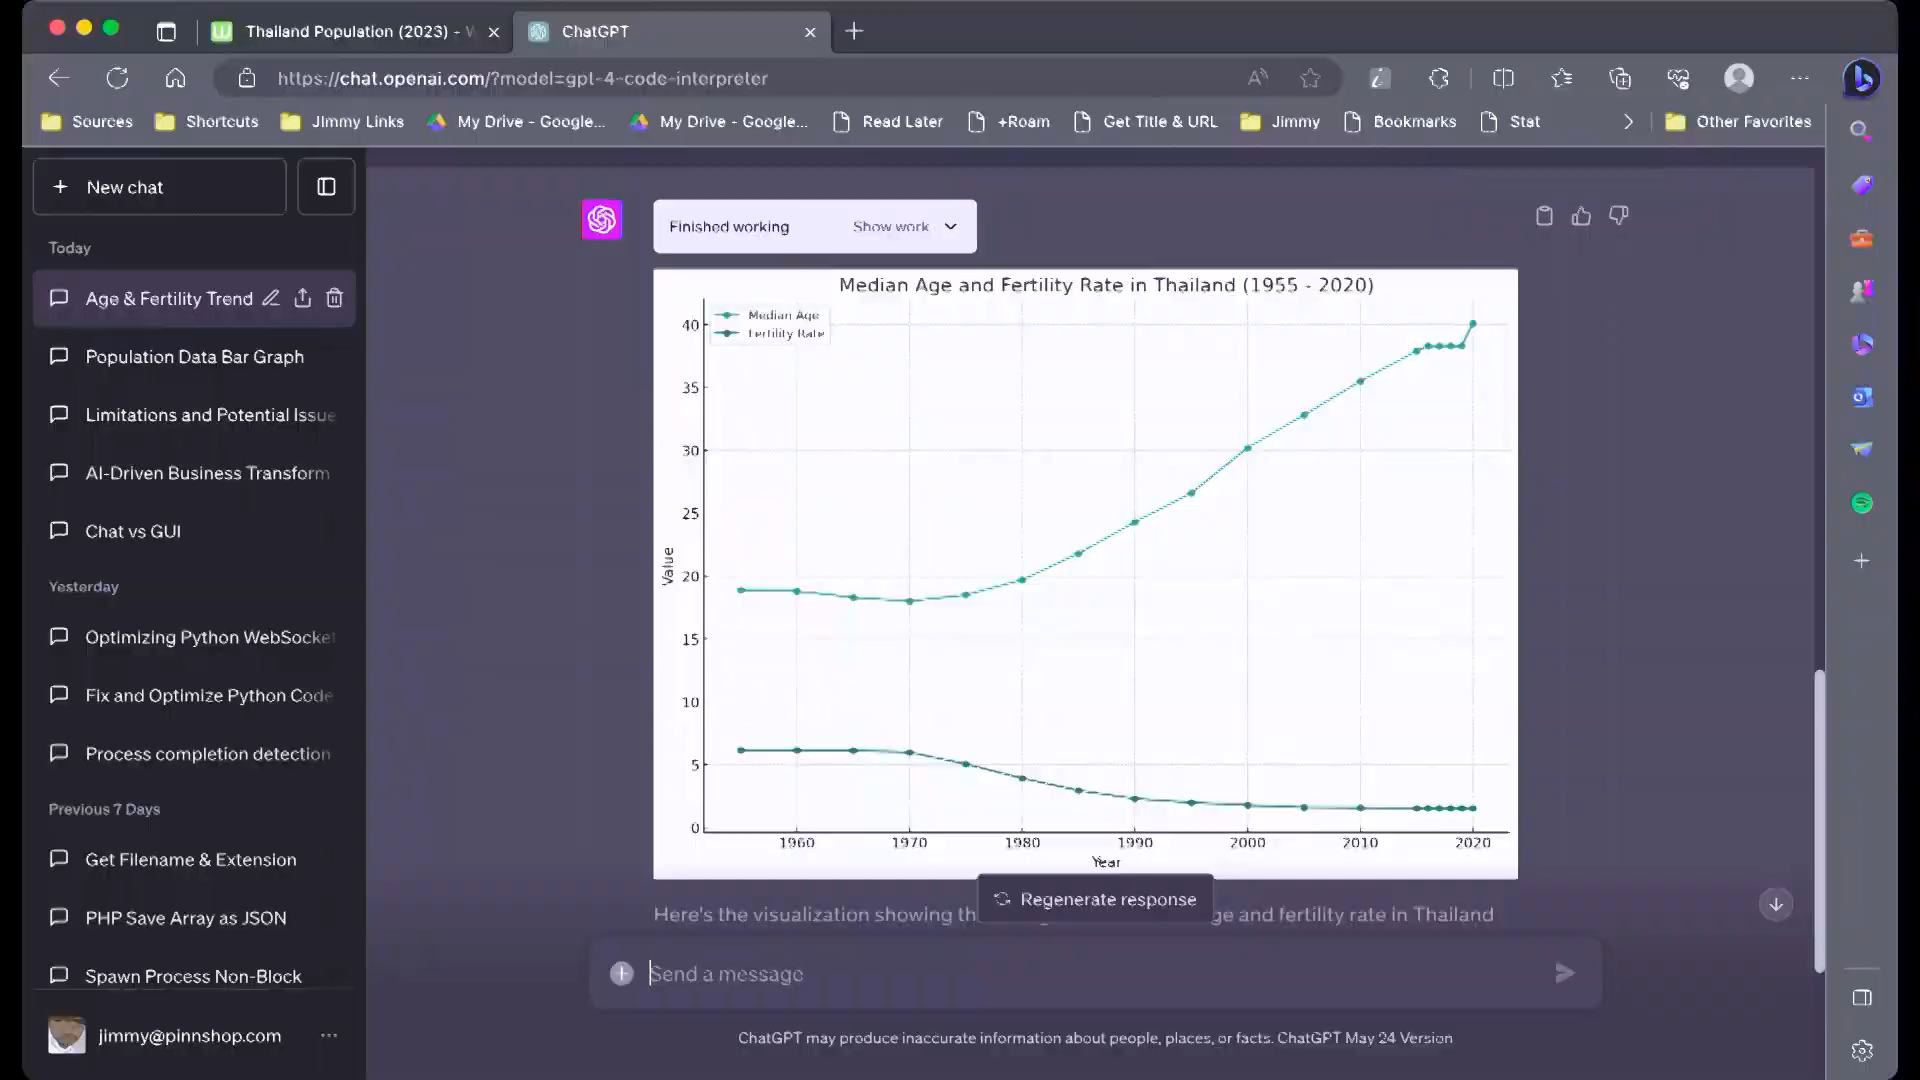 Thailand Population (2023) - W
ChatGPT
https://chat.openai.com/?model=gpt-4-code-interpreter
Sources
Shortcuts
JImmy Links
My Drive - Google...
My Drive - Google...
Read Later
+Roam
Get Title & URL
Jimmy
Bookmarks
Stat
Other Favorites
New chat
Today
Age & Fertility Trend
Population Data Bar Graph
Limitations and Potential Issue
AI-Driven Business Transform
Chat vs GUI
Yesterday
Optimizing Python WebSocket
Fix and Optimize Python Code
Process completion detection
Previous 7 Days
Get Filename & Extension
PHP Save Array as JSON
Spawn Process Non-Block
jimmy@pinnshop.com
Finished working
Show work
Median Age and Fertility Rate in Thailand (1955 - 2020)
Median Age
Fertility Rate
40
35
30
25
20
15
10
5
0
Value
1960 1970 1980 1990 2000 2010 2020
Year
Regenerate response
Here's the visualization showing th ge and fertility rate in Thailand
Send a message
ChatGPT may produce inaccurate information about people, places, or facts. ChatGPT May 24 Version